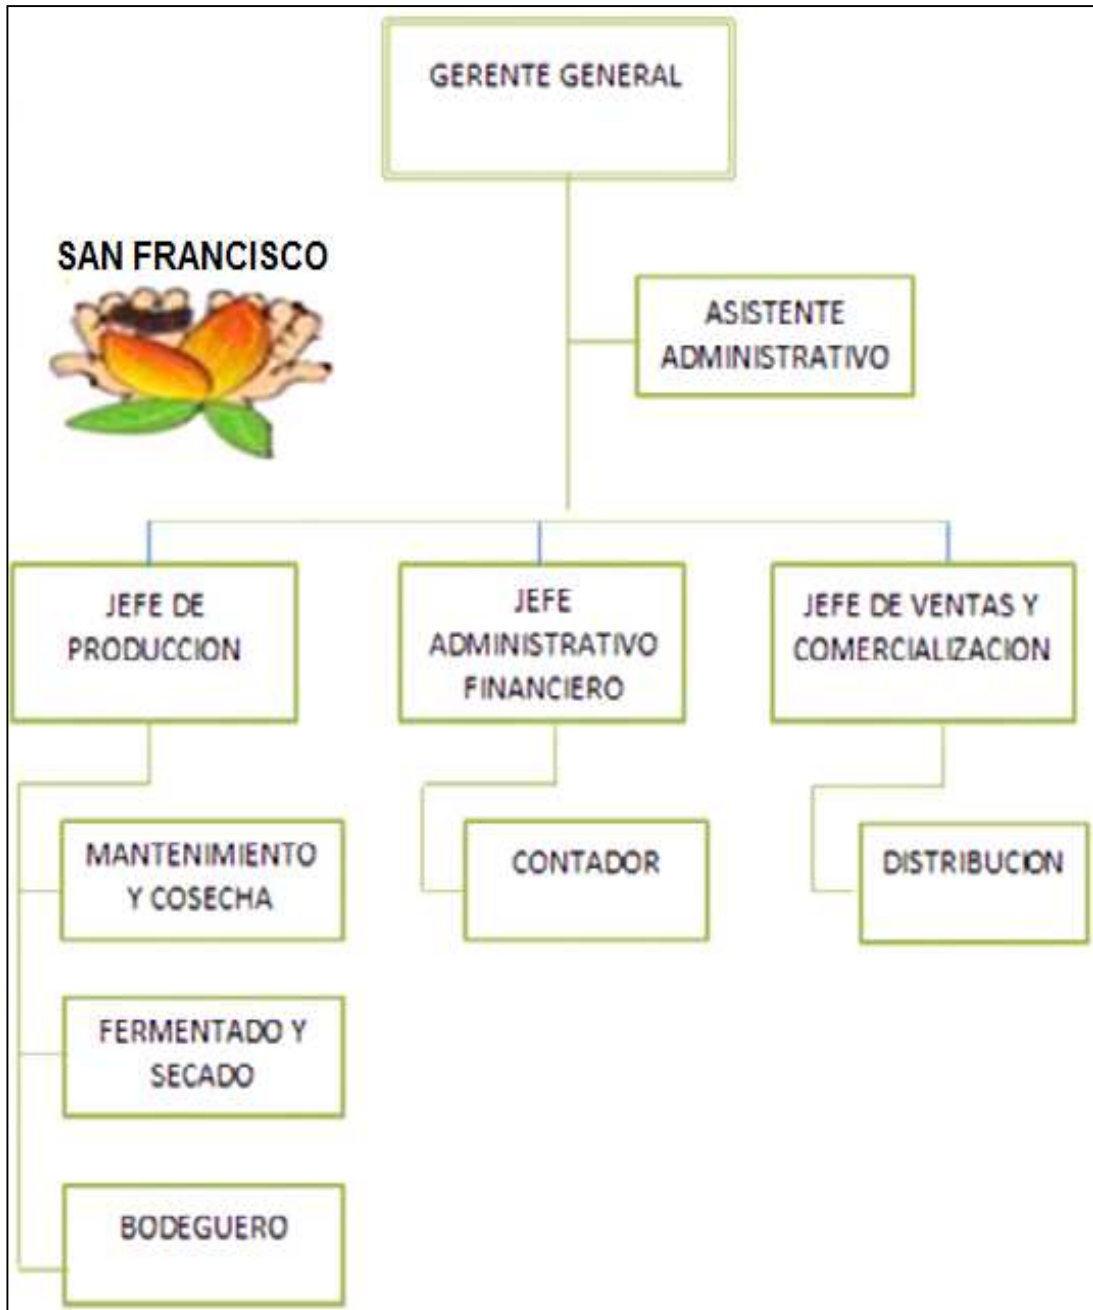 GERENTE GENERAL
SAN FRANCISCO
ASISTENTE
ADMINISTRATIVO
JEFE DE
PRODUCCION
JEFE
ADMINISTRATIVO
FINANCIERO
JEFE DE VENTAS Y
COMERCIALIZACION
MANTENIMIENTO
Y COSECHA
CONTADOR
DISTRIBUCION
FERMENTADO Y
SECADO
BODEGUERO